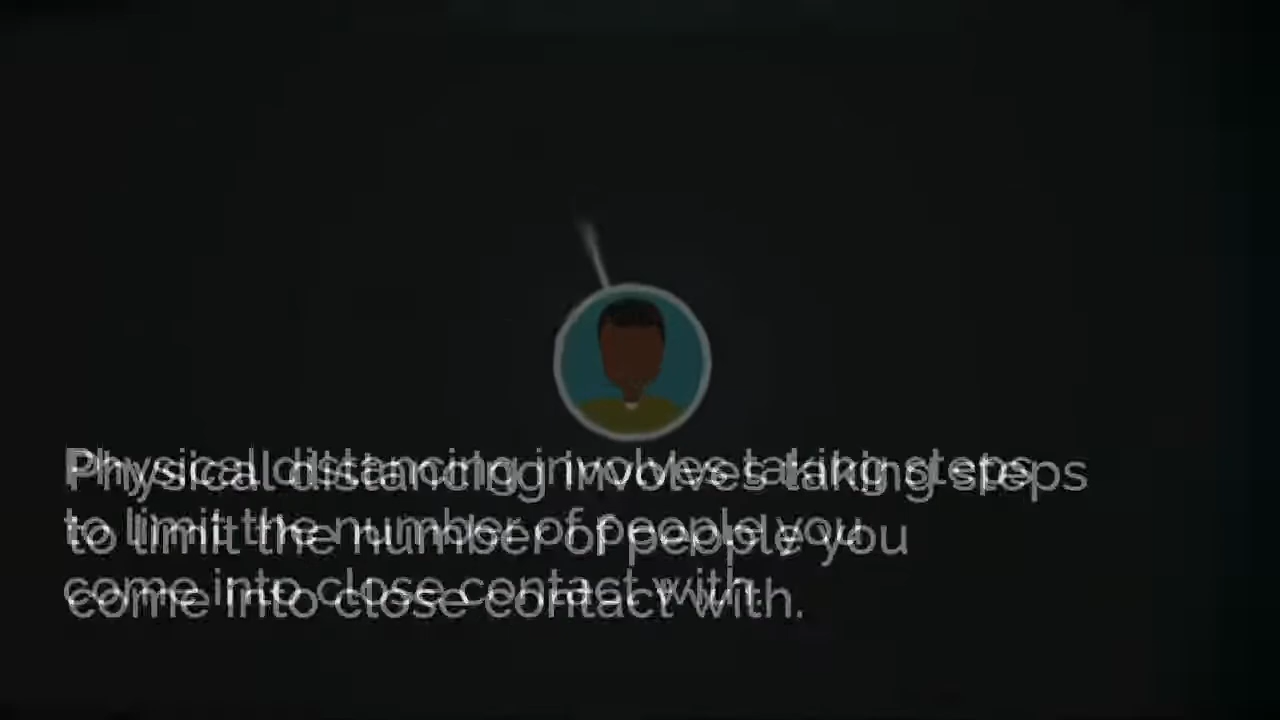 Physical distancing involves taking steps
to limit the number of people you
come into close contact with.